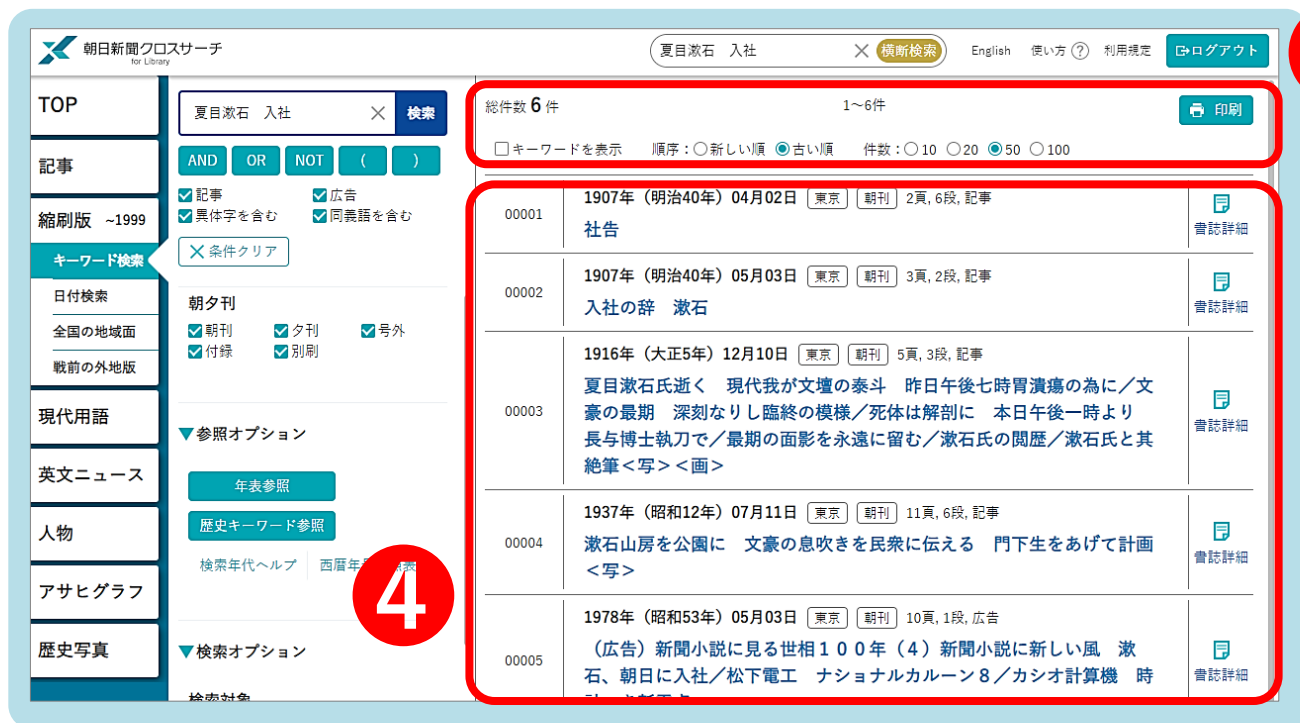 朝日新聞クロスサーチ
for Library
夏目漱石 入社
横断検索
English
使い方 ?
利用規定
ログアウト
TOP
記事
縮刷版 ~1999
キーワード検索
日付検索
全国の地域面
戦前の外地版
現代用語
英文ニュース
人物
アサヒグラフ
歴史写真
夏目漱石 入社
検索
AND OR NOT ( )
記事 広告
異体字を含む 同義語を含む
条件クリア
朝夕刊
朝刊 夕刊 号外
付録 別刷
▼参照オプション
年表参照
歴史キーワード参照
検索年代ヘルプ 西暦年
4
▼検索オプション
検索対象
総件数 6 件 1～6件 印刷
キーワードを表示 順序：新しい順 古い順 件数：10 20 50 100
00001
1907年（明治40年）04月02日 東京 朝刊 2頁, 6段, 記事
社告
書誌詳細
00002
1907年（明治40年）05月03日 東京 朝刊 3頁, 2段, 記事
入社の辞 漱石
書誌詳細
00003
1916年（大正5年）12月10日 東京 朝刊 5頁, 3段, 記事
夏目漱石氏逝く 現代我が文壇の泰斗 昨日午後七時胃潰瘍の為に／文
豪の最期 深刻なりし臨終の模様／死体は解剖に 本日午後一時より
長与博士執刀で／最期の面影を永遠に留む／漱石氏の閲歴／漱石氏と其
絶筆＜写＞＜画＞
書誌詳細
00004
1937年（昭和12年）07月11日 東京 朝刊 11頁, 6段, 記事
漱石山房を公園に 文豪の息吹きを民衆に伝える 門下生をあげて計画
＜写＞
書誌詳細
00005
1978年（昭和53年）05月03日 東京 朝刊 10頁, 1段, 広告
（広告）新聞小説に見る世相１００年（４）新聞小説に新しい風 漱
石、朝日に入社／松下電工 ナショナルカルーン８／カシオ計算機 時
書誌詳細